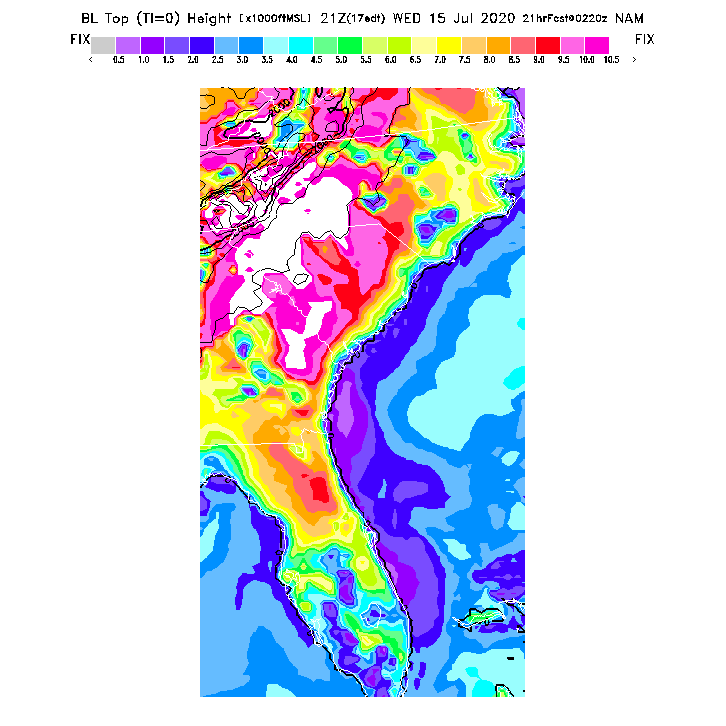 BL Top (TI=0) Height [x1000ftMSL] 21Z(17edt) WED 15 Jul 2020 21hrFcst@0220z NAM
FIX FIX
< 0.5 1.0 1.5 2.0 2.5 3.0 3.5 4.0 4.5 5.0 5.5 6.0 6.5 7.0 7.5 8.0 8.5 9.0 9.5 10.0 10.5 >